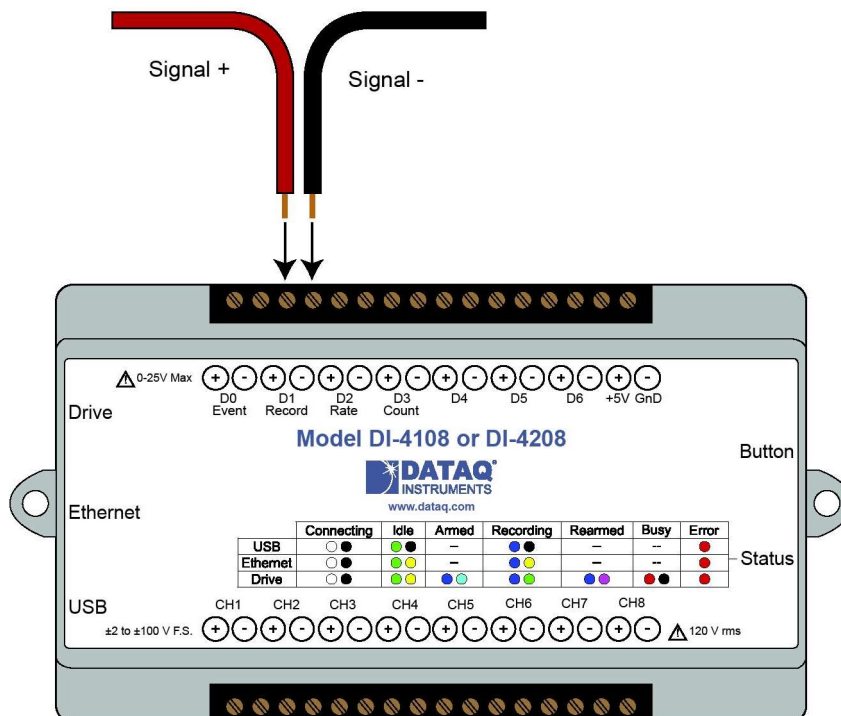 Signal +
Signal -
0-25V Max
+ - + - + - + - + - + - + - + -
D0 D1 D2 D3 D4 D5 D6 +5V GnD
Event Record Rate Count
Drive
Model DI-4108 or DI-4208
Button
DATAQ®
INSTRUMENTS
www.dataq.com
Ethernet
Connecting Idle Armed Recording Rearmed Busy Error
USB – – --
Ethernet – – --
Drive
Status
USB
CH1 CH2 CH3 CH4 CH5 CH6 CH7 CH8
±2 to ±100 V F.S. + - + - + - + - + - + - + - + - 120 V rms